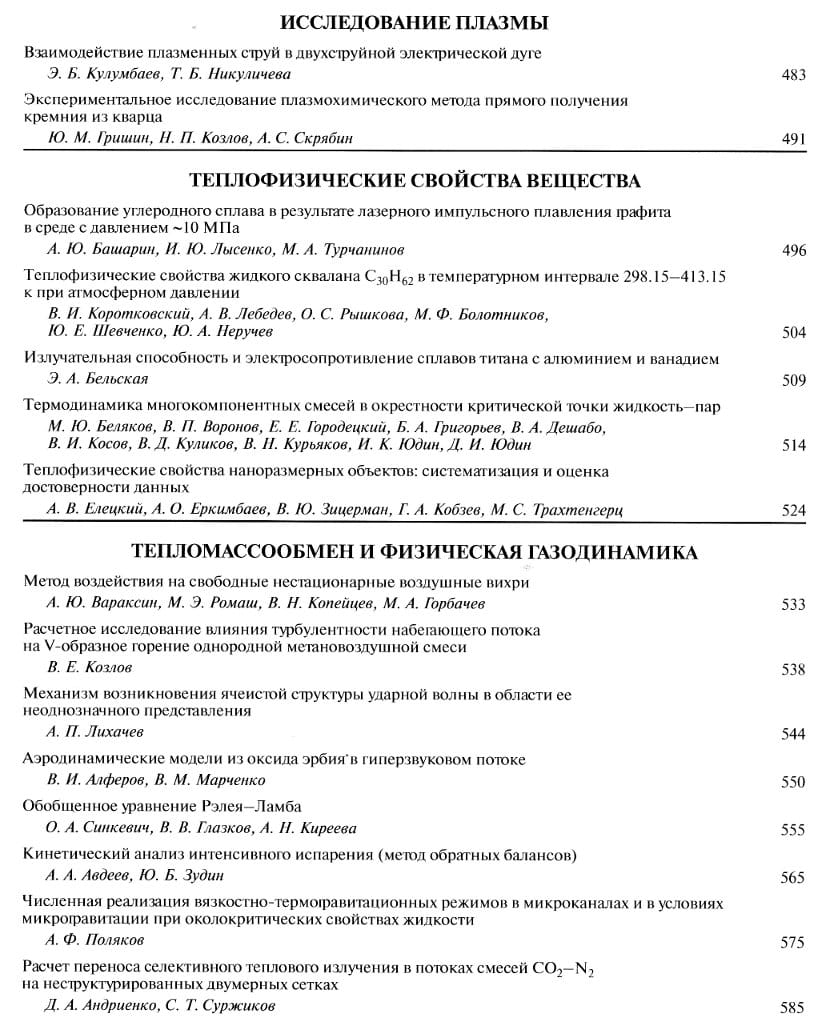 ИССЛЕДОВАНИЕ ПЛАЗМЫ
Взаимодействие плазменных струй в двухструйной электрической дуге
Э. Б. Кулумбаев, Т. Б. Никуличева 483
Экспериментальное исследование плазмохимического метода прямого получения
кремния из кварца
Ю. М. Гришин, Н. П. Козлов, А. С. Скрябин 491
ТЕПЛОФИЗИЧЕСКИЕ СВОЙСТВА ВЕЩЕСТВА
Образование углеродного сплава в результате лазерного импульсного плавления графита
в среде с давлением ~10 МПа
А. Ю. Башарин, И. Ю. Лысенко, М. А. Турчанинов 496
Теплофизические свойства жидкого сквалана C₃₀H₆₂ в температурном интервале 298.15–413.15
к при атмосферном давлении
В. И. Коротковский, А. В. Лебедев, О. С. Рышкова, М. Ф. Болотников,
Ю. Е. Шевченко, Ю. А. Неручев 504
Излучательная способность и электросопротивление сплавов титана с алюминием и ванадием
Э. А. Бельская 509
Термодинамика многокомпонентных смесей в окрестности критической точки жидкость–пар
М. Ю. Беляков, В. П. Воронов, Е. Е. Городецкий, Б. А. Григорьев, В. А. Дешабо,
В. И. Косов, В. Д. Куликов, В. Н. Курьяков, И. К. Юдин, Д. И. Юдин 514
Теплофизические свойства наноразмерных объектов: систематизация и оценка
достоверности данных
А. В. Елецкий, А. О. Еркимбаев, В. Ю. Зицерман, Г. А. Кобзев, М. С. Трахтенгерц 524
ТЕПЛОМАССООБМЕН И ФИЗИЧЕСКАЯ ГАЗОДИНАМИКА
Метод воздействия на свободные нестационарные воздушные вихри
А. Ю. Вараксин, М. Э. Ромаш, В. Н. Копейцев, М. А. Горбачев 533
Расчетное исследование влияния турбулентности набегающего потока
на V-образное горение однородной метановоздушной смеси
В. Е. Козлов 538
Механизм возникновения ячеистой структуры ударной волны в области ее
неоднозначного представления
А. П. Лихачев 544
Аэродинамические модели из оксида эрбия в гиперзвуковом потоке
В. И. Алферов, В. М. Марченко 550
Обобщенное уравнение Рэлея–Ламба
О. А. Синкевич, В. В. Глазков, А. Н. Киреева 555
Кинетический анализ интенсивного испарения (метод обратных балансов)
А. А. Авдеев, Ю. Б. Зудин 565
Численная реализация вязкостно-термогравитационных режимов в микроканалах и в условиях
микрогравитации при околокритических свойствах жидкости
А. Ф. Поляков 575
Расчет переноса селективного теплового излучения в потоках смесей CO₂–N₂
на неструктурированных двумерных сетках
Д. А. Андриенко, С. Т. Суржиков 585